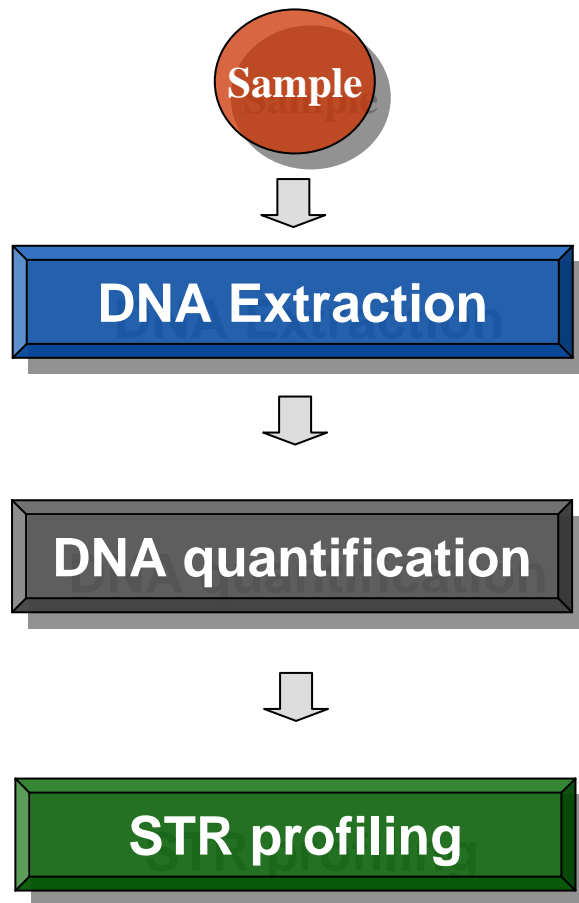 Sample
DNA Extraction
DNA quantification
STR profiling